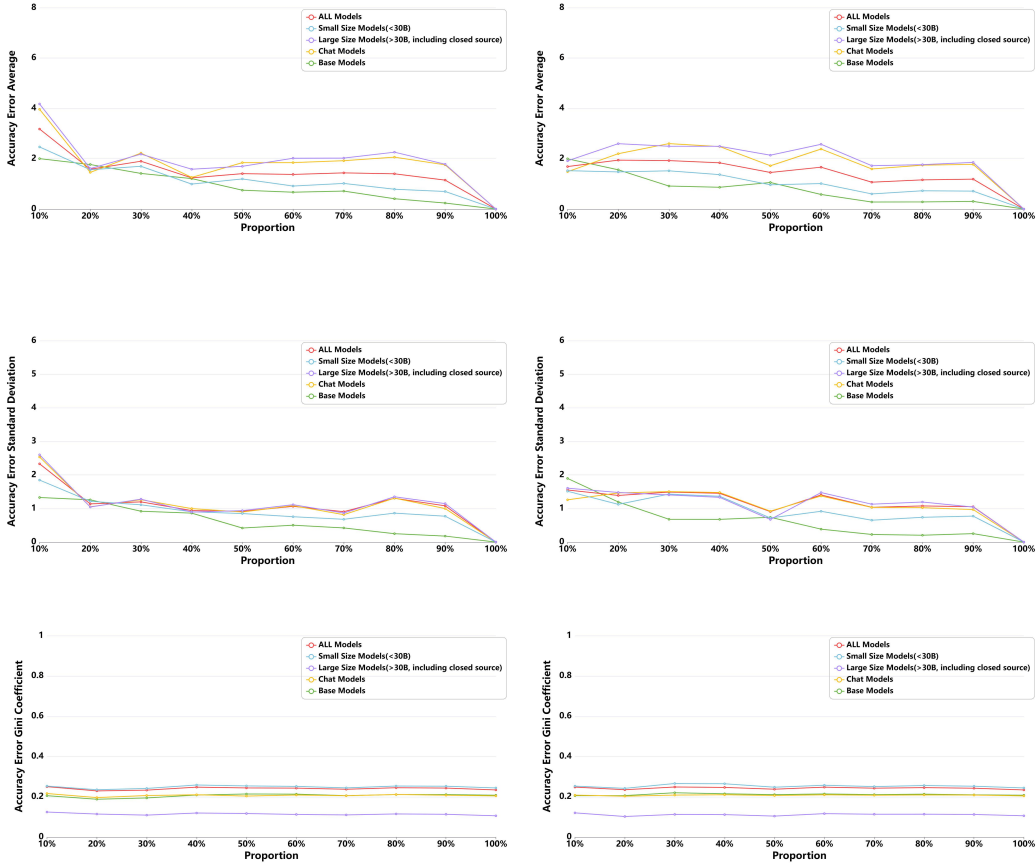 8
6
4
2
0
Accuracy Error Average
ALL Models
Small Size Models(<30B)
Large Size Models(>30B, including closed source)
Chat Models
Base Models
10% 20% 30% 40% 50% 60% 70% 80% 90% 100%
Proportion
8
6
4
2
0
Accuracy Error Average
ALL Models
Small Size Models(<30B)
Large Size Models(>30B, including closed source)
Chat Models
Base Models
10% 20% 30% 40% 50% 60% 70% 80% 90% 100%
Proportion
6
5
4
3
2
1
0
Accuracy Error Standard Deviation
ALL Models
Small Size Models(<30B)
Large Size Models(>30B, including closed source)
Chat Models
Base Models
10% 20% 30% 40% 50% 60% 70% 80% 90% 100%
Proportion
6
5
4
3
2
1
0
Accuracy Error Standard Deviation
ALL Models
Small Size Models(<30B)
Large Size Models(>30B, including closed source)
Chat Models
Base Models
10% 20% 30% 40% 50% 60% 70% 80% 90% 100%
Proportion
1
0.8
0.6
0.4
0.2
0
Accuracy Error Gini Coefficient
ALL Models
Small Size Models(<30B)
Large Size Models(>30B, including closed source)
Chat Models
Base Models
10% 20% 30% 40% 50% 60% 70% 80% 90% 100%
Proportion
1
0.8
0.6
0.4
0.2
0
Accuracy Error Gini Coefficient
ALL Models
Small Size Models(<30B)
Large Size Models(>30B, including closed source)
Chat Models
Base Models
10% 20% 30% 40% 50% 60% 70% 80% 90% 100%
Proportion